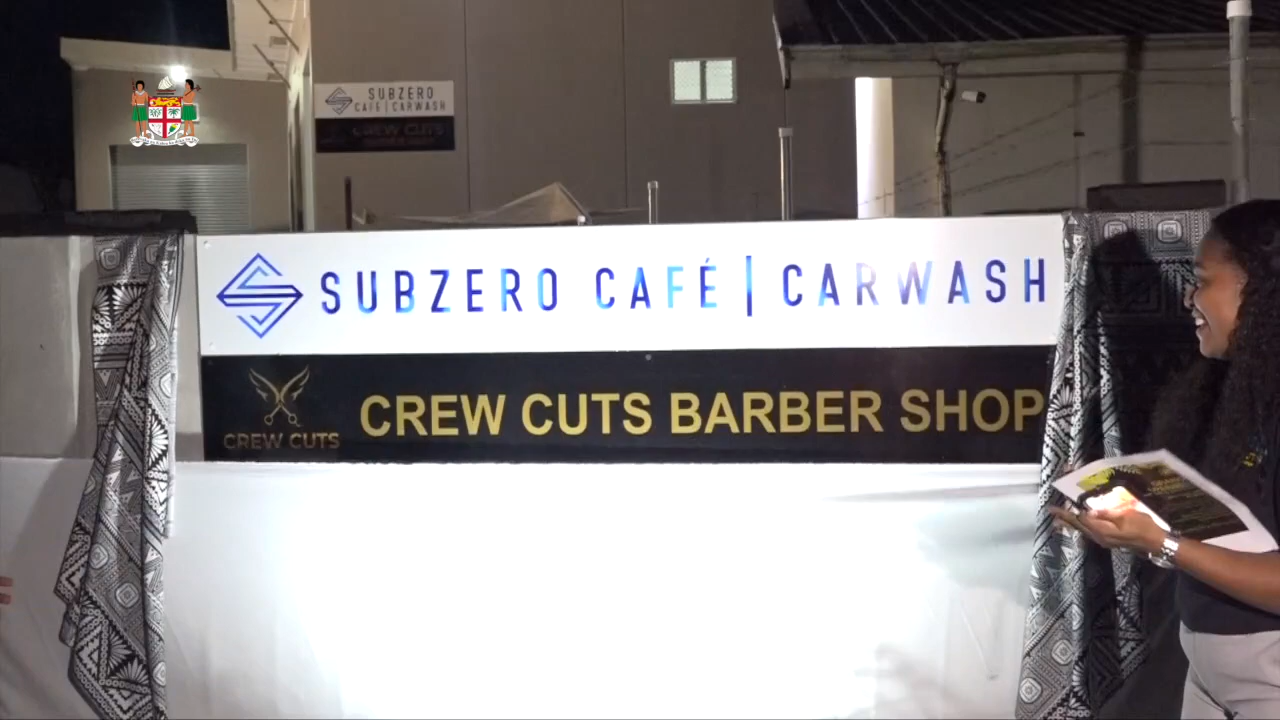 SUBZERO
CAFE | CARWASH
CREW CUTS
SUBZERO CAFÉ | CARWASH
CREW CUTS
CREW CUTS BARBER SHOP